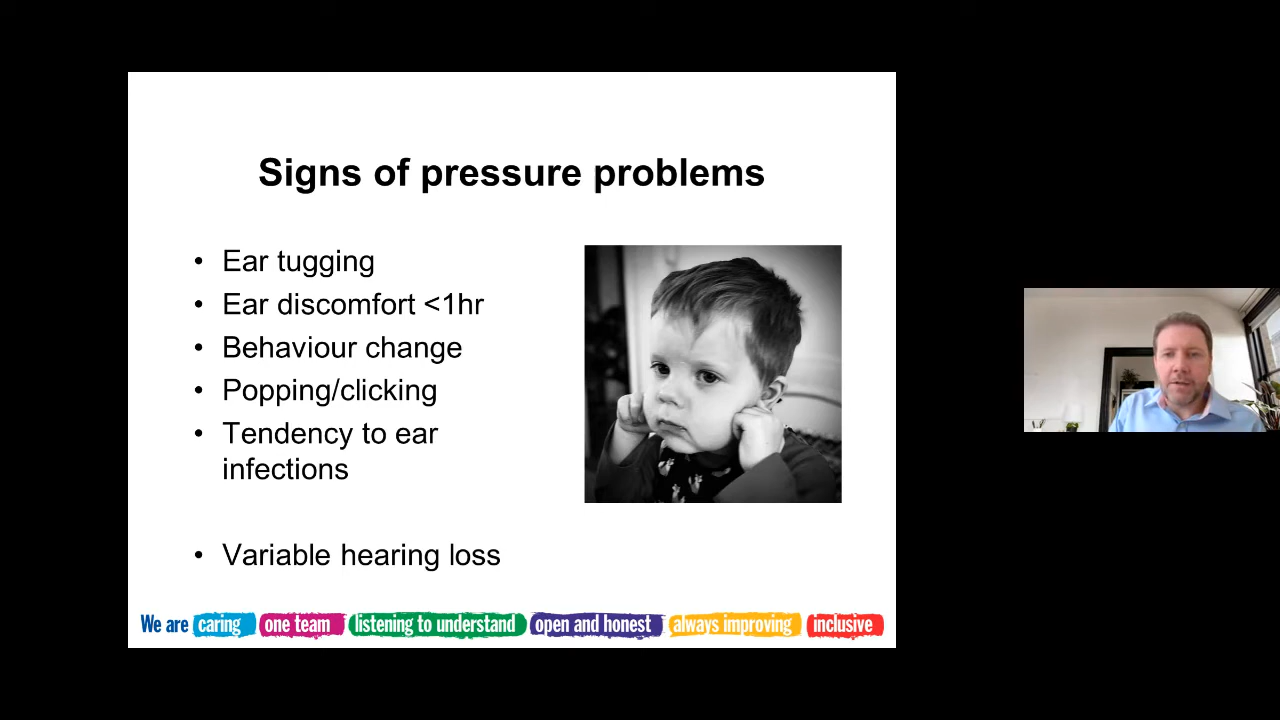 Signs of pressure problems
• Ear tugging
• Ear discomfort <1hr
• Behaviour change
• Popping/clicking
• Tendency to ear
infections
• Variable hearing loss
We are caring one team listening to understand open and honest always improving inclusive